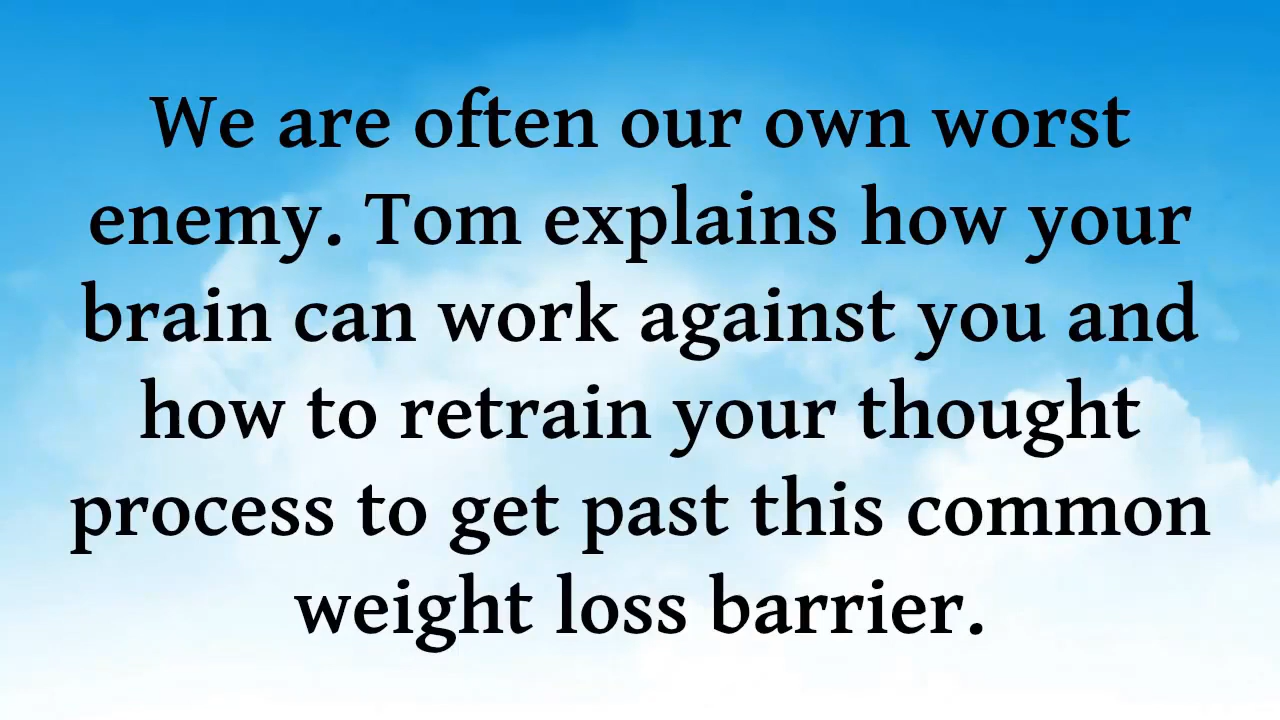 We are often our own worst
enemy. Tom explains how your
brain can work against you and
how to retrain your thought
process to get past this common
weight loss barrier.